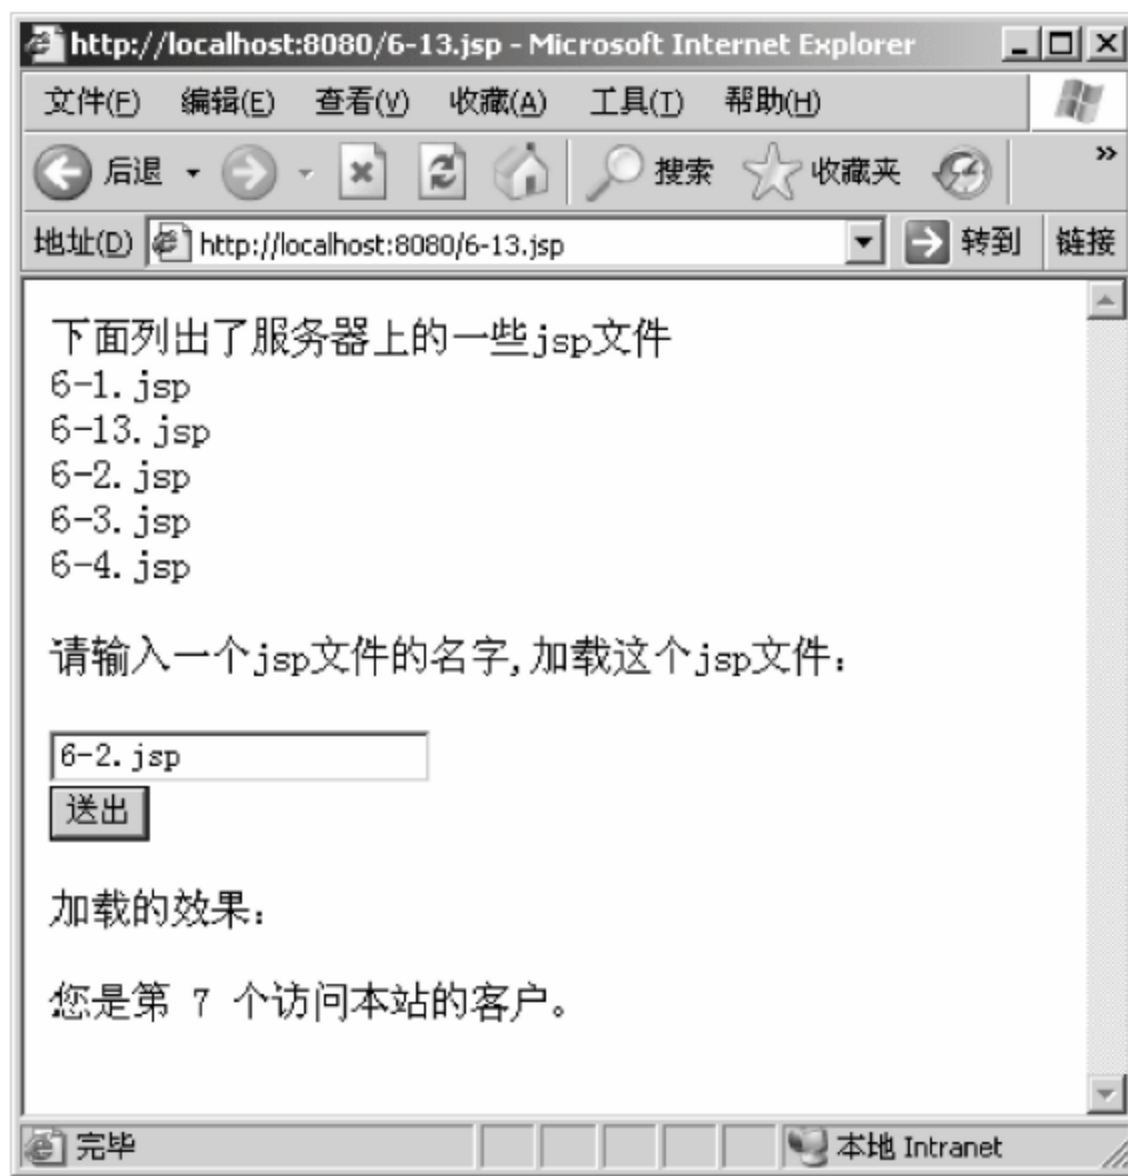 http://localhost:8080/6-13.jsp - Microsoft Internet Explorer
文件(F) 编辑(E) 查看(V) 收藏(A) 工具(T) 帮助(H)
后退 搜索 收藏夹 »
地址(D) http://localhost:8080/6-13.jsp 转到 链接
下面列出了服务器上的一些jsp文件
6-1.jsp
6-13.jsp
6-2.jsp
6-3.jsp
6-4.jsp
请输入一个jsp文件的名字,加载这个jsp文件:
6-2.jsp
送出
加载的效果:
您是第 7 个访问本站的客户。
完毕 本地 Intranet